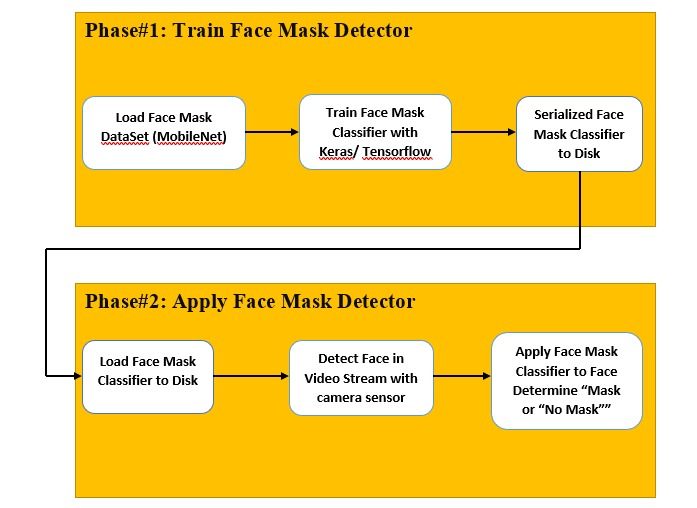 Phase#1: Train Face Mask Detector
Load Face Mask
DataSet (MobileNet)
Train Face Mask
Classifier with
Keras/ Tensorflow
Serialized Face
Mask Classifier
to Disk
Phase#2: Apply Face Mask Detector
Load Face Mask
Classifier to Disk
Detect Face in
Video Stream with
camera sensor
Apply Face Mask
Classifier to Face
Determine “Mask
or “No Mask””